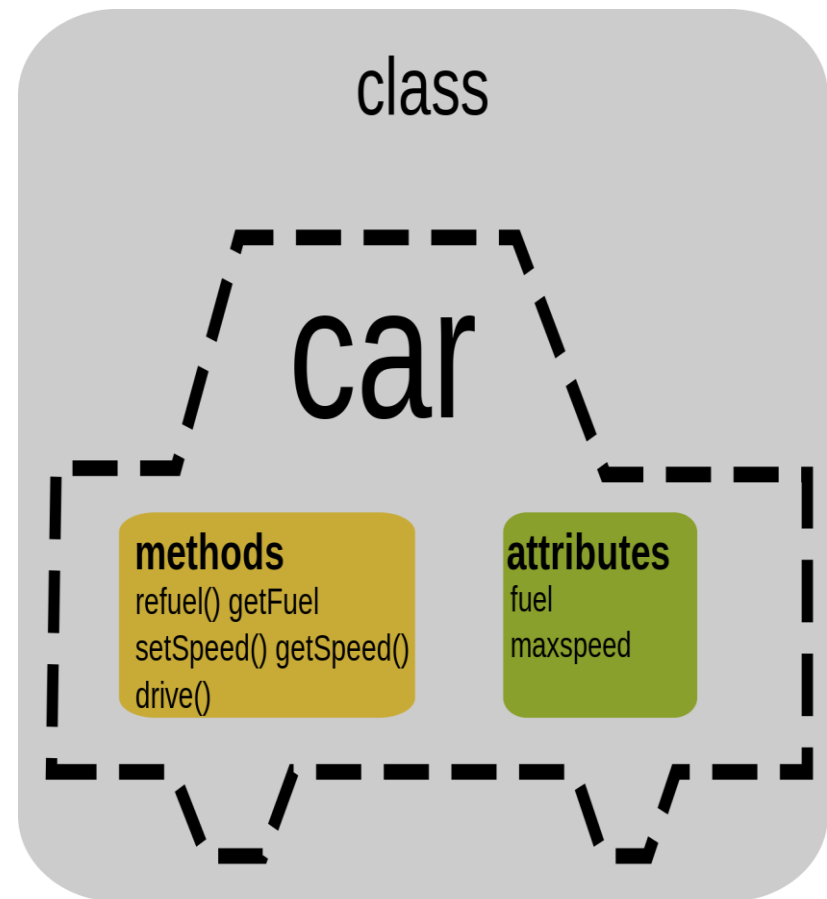 class
car
methods
refuel() getFuel
setSpeed() getSpeed()
drive()
attributes
fuel
maxspeed